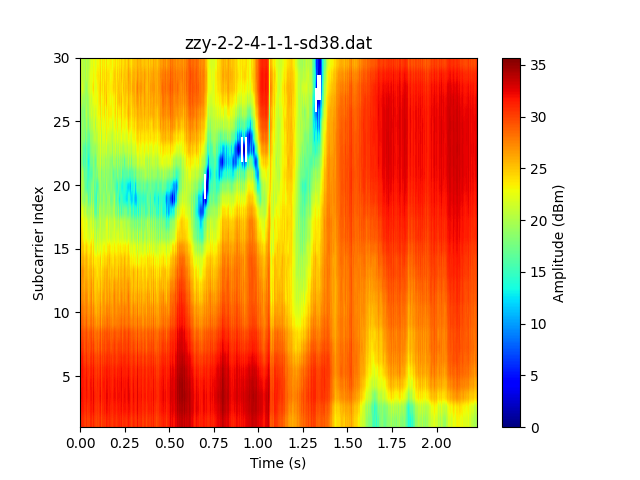 zzy-2-2-4-1-1-sd38.dat
30
25
20
15
10
5
Subcarrier Index
0.00 0.25 0.50 0.75 1.00 1.25 1.50 1.75 2.00
Time (s)
35
30
25
20
15
10
5
0
Amplitude (dBm)